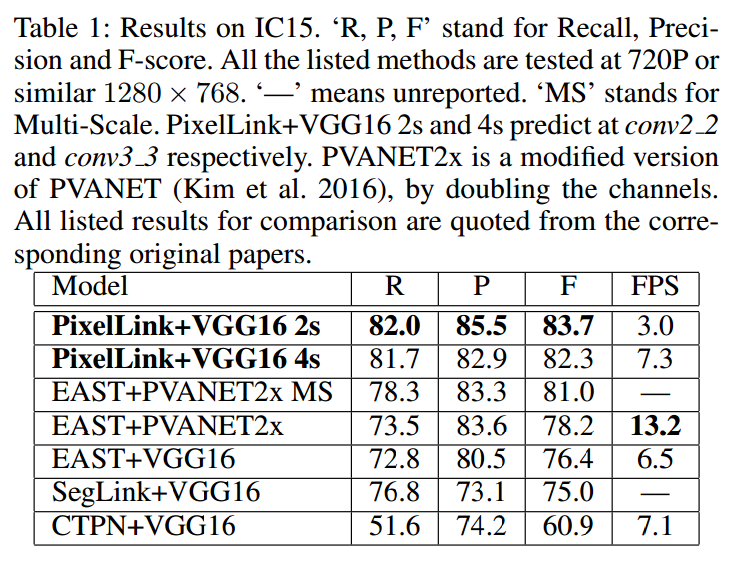 Table 1: Results on IC15. ‘R, P, F’ stand for Recall, Preci-
sion and F-score. All the listed methods are tested at 720P or
similar 1280 × 768. ‘—’ means unreported. ‘MS’ stands for
Multi-Scale. PixelLink+VGG16 2s and 4s predict at conv2_2
and conv3_3 respectively. PVANET2x is a modified version
of PVANET (Kim et al. 2016), by doubling the channels.
All listed results for comparison are quoted from the corre-
sponding original papers.
Model R P F FPS
PixelLink+VGG16 2s 82.0 85.5 83.7 3.0
PixelLink+VGG16 4s 81.7 82.9 82.3 7.3
EAST+PVANET2x MS 78.3 83.3 81.0 —
EAST+PVANET2x 73.5 83.6 78.2 13.2
EAST+VGG16 72.8 80.5 76.4 6.5
SegLink+VGG16 76.8 73.1 75.0 —
CTPN+VGG16 51.6 74.2 60.9 7.1